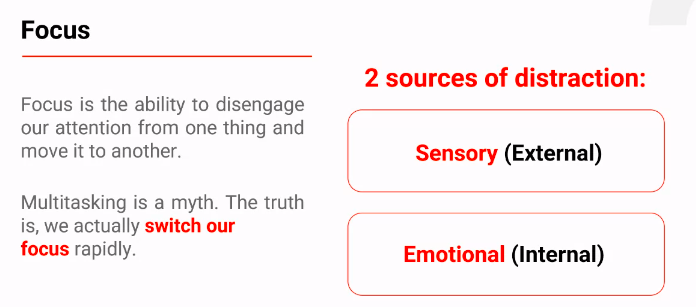 Focus
Focus is the ability to disengage
our attention from one thing and
move it to another.
Multitasking is a myth. The truth
is, we actually switch our
focus rapidly.
2 sources of distraction:
Sensory (External)
Emotional (Internal)